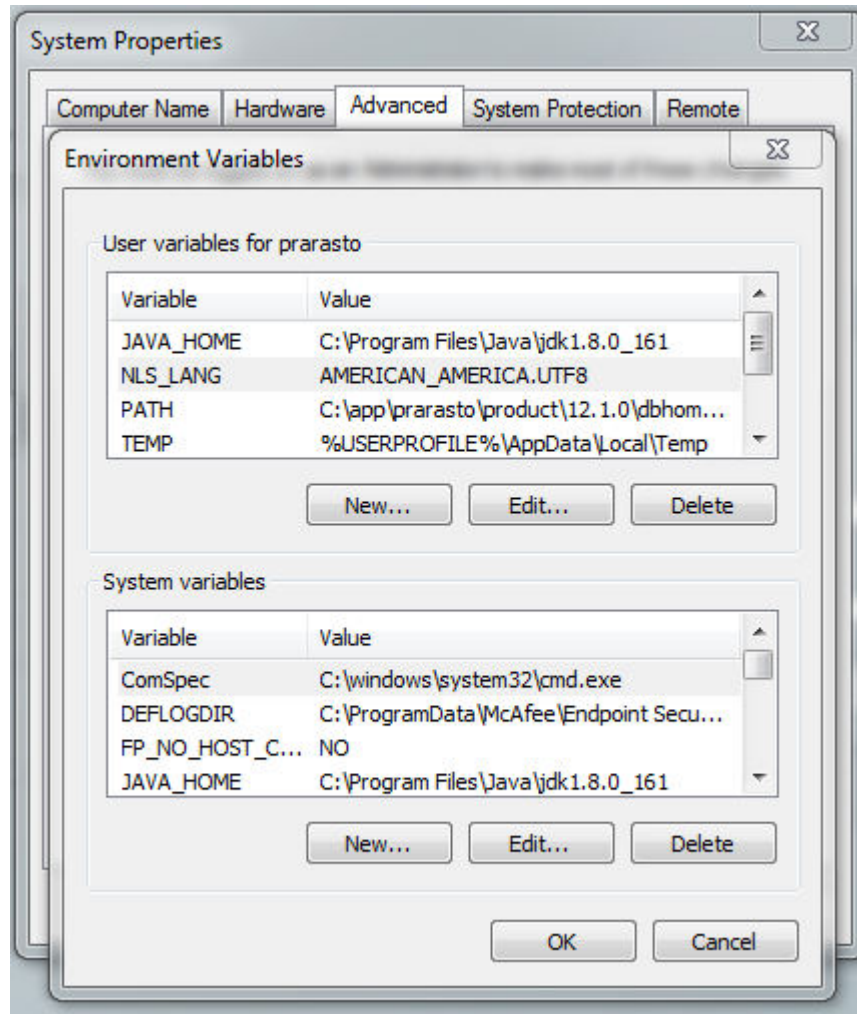 System Properties
Computer Name Hardware Advanced System Protection Remote
Environment Variables
User variables for prarasto
Variable Value
JAVA_HOME C:\Program Files\Java\jdk1.8.0_161
NLS_LANG AMERICAN_AMERICA.UTF8
PATH C:\app\prarasto\product\12.1.0\dbhom...
TEMP %USERPROFILE%\AppData\Local\Temp
New... Edit... Delete
System variables
Variable Value
ComSpec C:\windows\system32\cmd.exe
DEFLOGDIR C:\ProgramData\McAfee\Endpoint Secu...
FP_NO_HOST_C... NO
JAVA_HOME C:\Program Files\Java\jdk1.8.0_161
New... Edit... Delete
OK Cancel